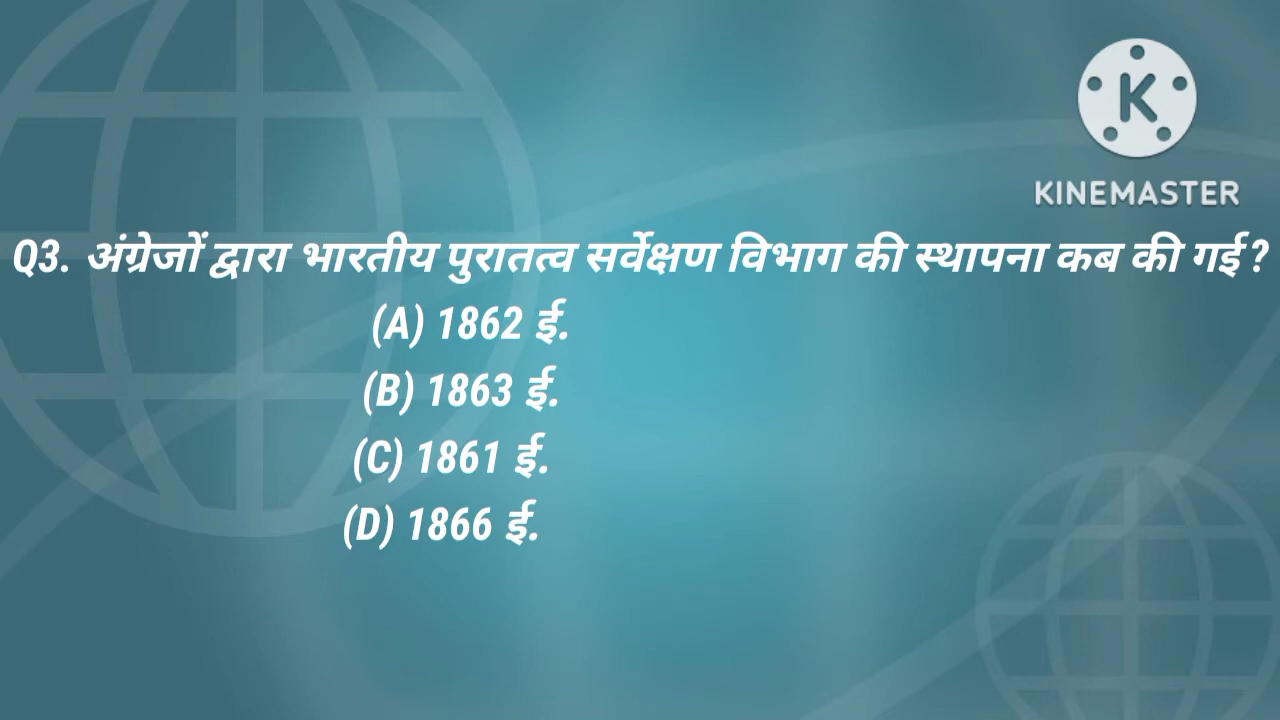 K
KINEMASTER
Q3. अंग्रेजों द्वारा भारतीय पुरातत्व सर्वेक्षण विभाग की स्थापना कब की गई?
(A) 1862 ई.
(B) 1863 ई.
(C) 1861 ई.
(D) 1866 ई.